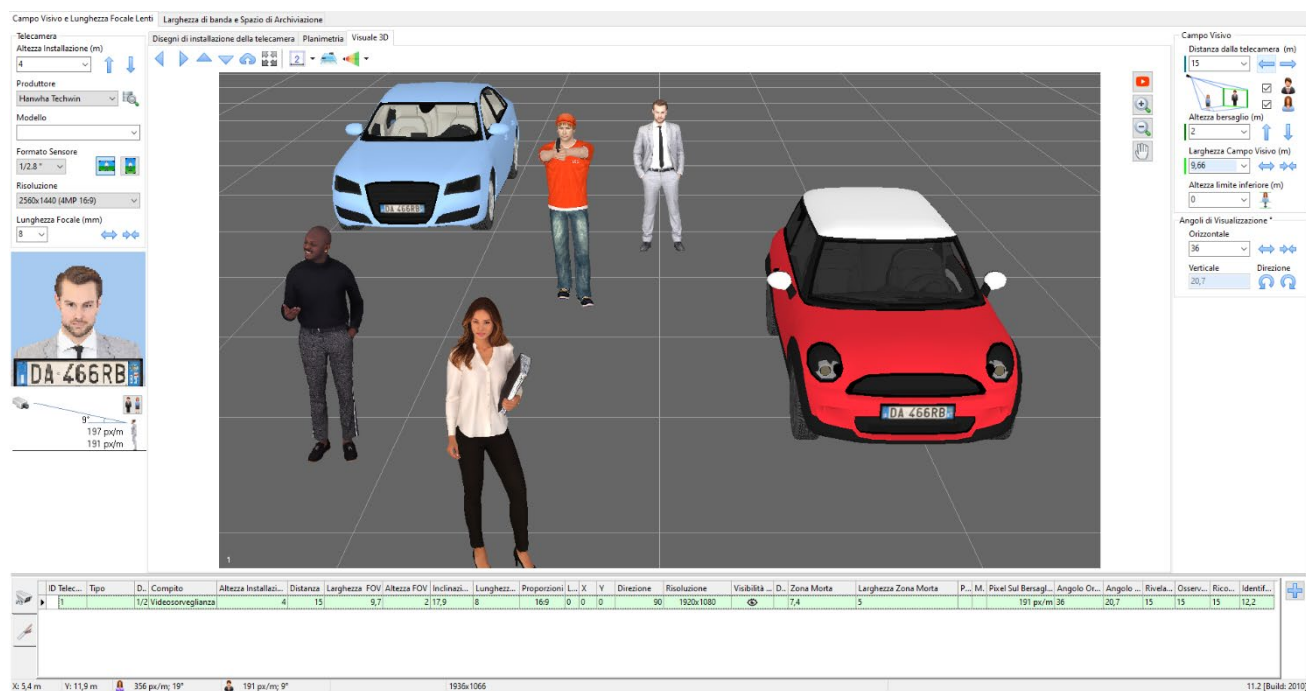 Campo Visivo e Lunghezza Focale Lenti   Larghezza di banda e Spazio di Archiviazione
Telecamera
Altezza Installazione (m)
4
Produttore
Hanwha Techwin
Modello
Formato Sensore
1/2.8 "
Risoluzione
2560x1440 (4MP 16:9)
Lunghezza Focale (mm)
8
DA 466RB
9°
197 px/m
191 px/m
Disegni di installazione della telecamera   Planimetria   Visuale 3D
2
DA 466RB
DA 466RB
1
Campo Visivo
Distanza dalla telecamera (m)
15
Altezza bersaglio (m)
2
Larghezza Campo Visivo (m)
9,66
Altezza limite inferiore (m)
0
Angoli di Visualizzazione °
Orizzontale
36
Verticale   Direzione
20,7
ID Telec...   Tipo   D..   Compito   Altezza Installazi...   Distanza   Larghezza FOV   Altezza FOV   Inclinazi...   Lunghezz...   Proporzioni   L...   X   Y   Direzione   Risoluzione   Visibilità ...   D..   Zona Morta   Larghezza Zona Morta   P...   M.   Pixel Sul Bersagl...   Angolo Or...   Angolo ...   Rivela...   Osserv...   Rico...   Identif...
1   1/2   Videosorveglianza   4   15   9,7   2   17,9   8   16:9   0   0   0   90   1920x1080   7,4   5   191 px/m   36   20,7   15   15   15   12,2
X: 5,4 m   Y: 11,9 m   356 px/m; 19°   191 px/m; 9°   1936x1066   11.2 [Build: 2010]